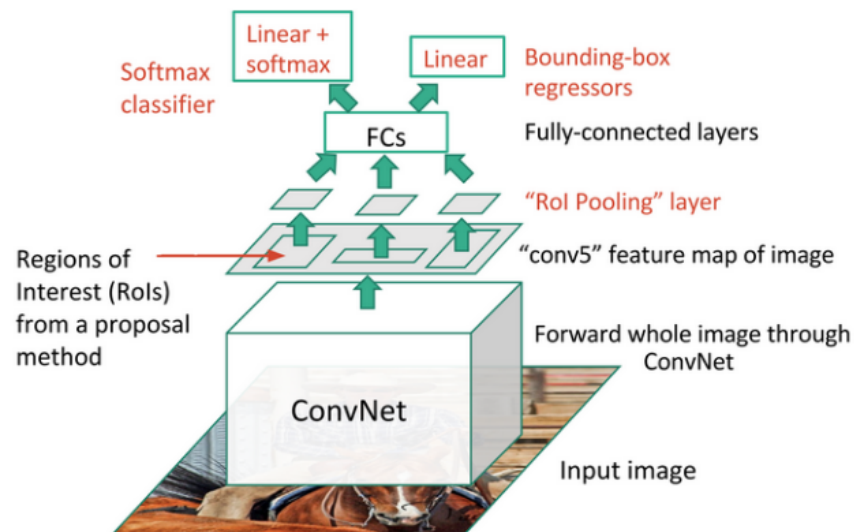 Linear +
softmax
Linear
Softmax
classifier
Bounding-box
regressors
FCs
Fully-connected layers
“RoI Pooling” layer
Regions of
Interest (RoIs)
from a proposal
method
“conv5” feature map of image
Forward whole image through
ConvNet
ConvNet
Input image